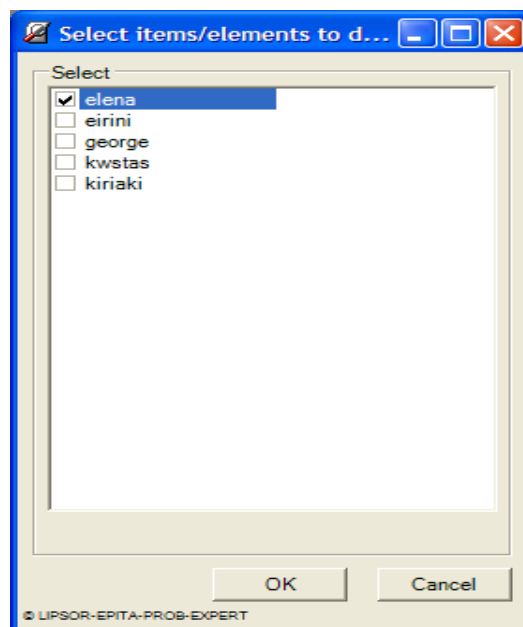 Select items/elements to d...
Select
elena
eirini
george
kwstas
kiriaki
OK Cancel
© LIPSOR-EPITA-PROB-EXPERT